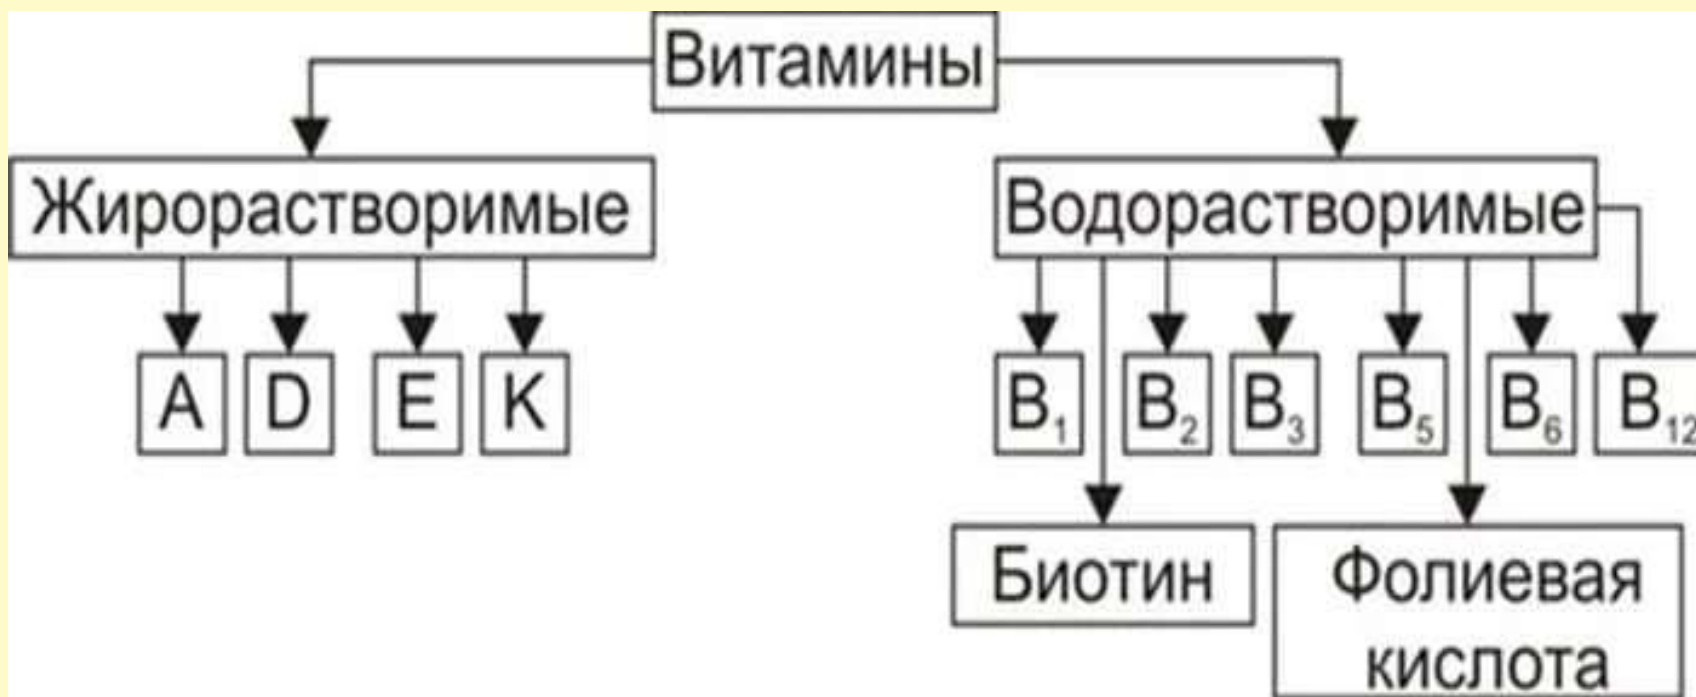 Витамины
Жирорастворимые
Водорастворимые
A
D
E
K
B₁
B₂
B₃
B₅
B₆
B₁₂
Биотин
Фолиевая
кислота